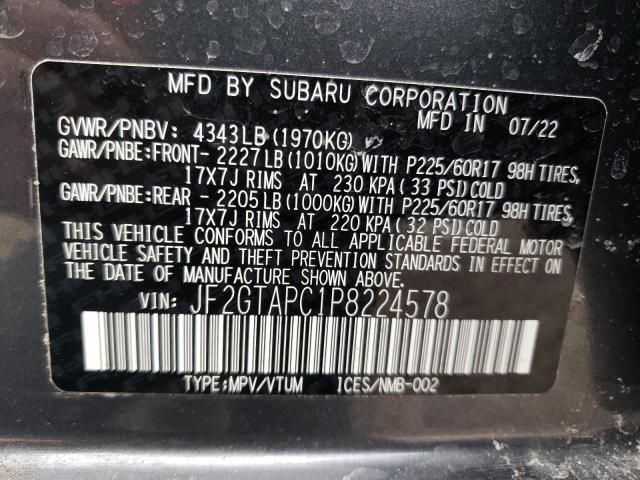 MFD BY SUBARU CORPORATION
MFD IN 07/22
GVWR/PNBV: 4343LB(1970KG)
GAWR/PNBE:FRONT- 2227LB(1010KG)WITH P225/60R17 98H TIRES,
17X7J RIMS AT 230 KPA(33 PSI)COLD
GAWR/PNBE:REAR - 2205LB(1000KG)WITH P225/60R17 98H TIRES,
17X7J RIMS AT 220 KPA(32 PSI)COLD
THIS VEHICLE CONFORMS TO ALL APPLICABLE FEDERAL MOTOR
VEHICLE SAFETY AND THEFT PREVENTION STANDARDS IN EFFECT ON
THE DATE OF MANUFACTURE SHOWN ABOVE.
VIN: JF2GTAPC1P8224578
TYPE:MPV/VTUM ICES/NMB-002